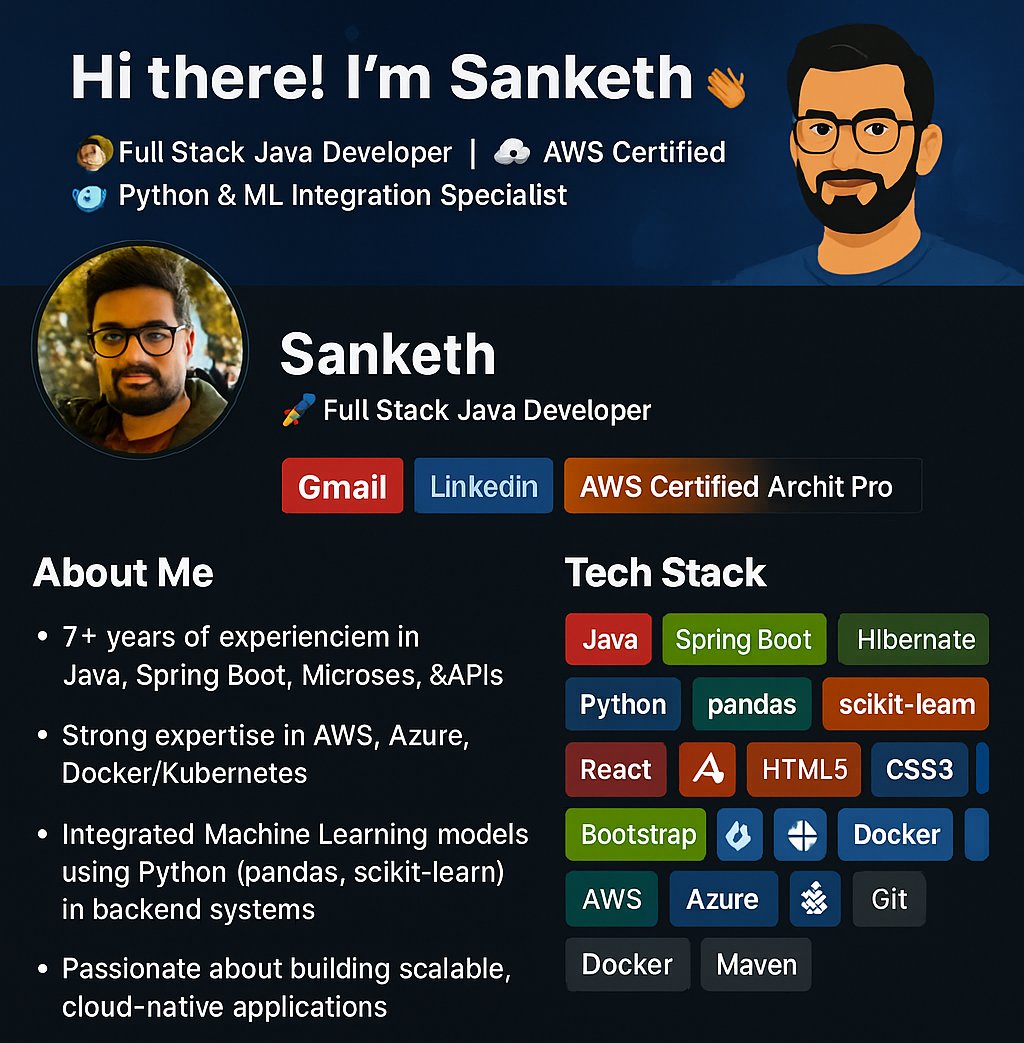 Hi there! I’m Sanketh
Full Stack Java Developer | AWS Certified
Python & ML Integration Specialist
Sanketh
Full Stack Java Developer
Gmail Linkedin AWS Certified Archit Pro
About Me
• 7+ years of experienciem in
Java, Spring Boot, Microses, &APIs
• Strong expertise in AWS, Azure,
Docker/Kubernetes
• Integrated Machine Learning models
using Python (pandas, scikit-learn)
in backend systems
• Passionate about building scalable,
cloud-native applications
Tech Stack
Java Spring Boot HIbernate
Python pandas scikit-leam
React HTML5 CSS3
Bootstrap Docker
AWS Azure Git
Docker Maven